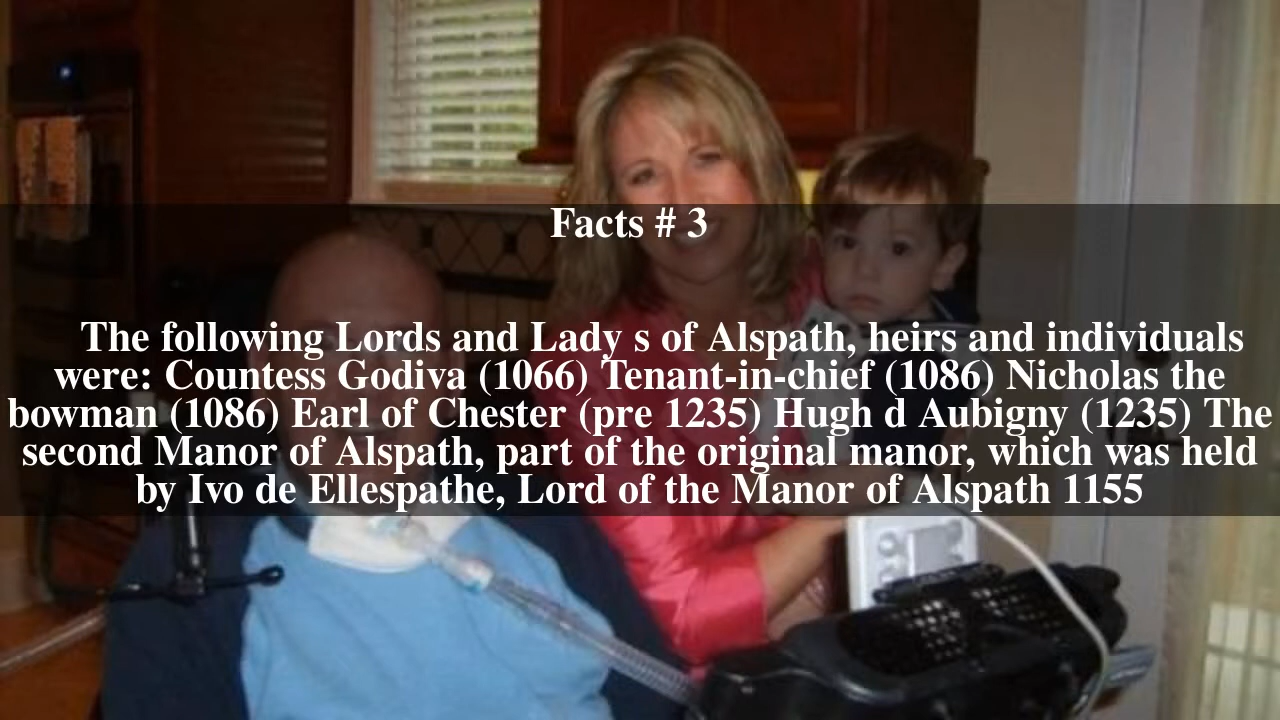 Facts # 3
The following Lords and Lady s of Alspath, heirs and individuals
were: Countess Godiva (1066) Tenant-in-chief (1086) Nicholas the
bowman (1086) Earl of Chester (pre 1235) Hugh d Aubigny (1235) The
second Manor of Alspath, part of the original manor, which was held
by Ivo de Ellespathe, Lord of the Manor of Alspath 1155